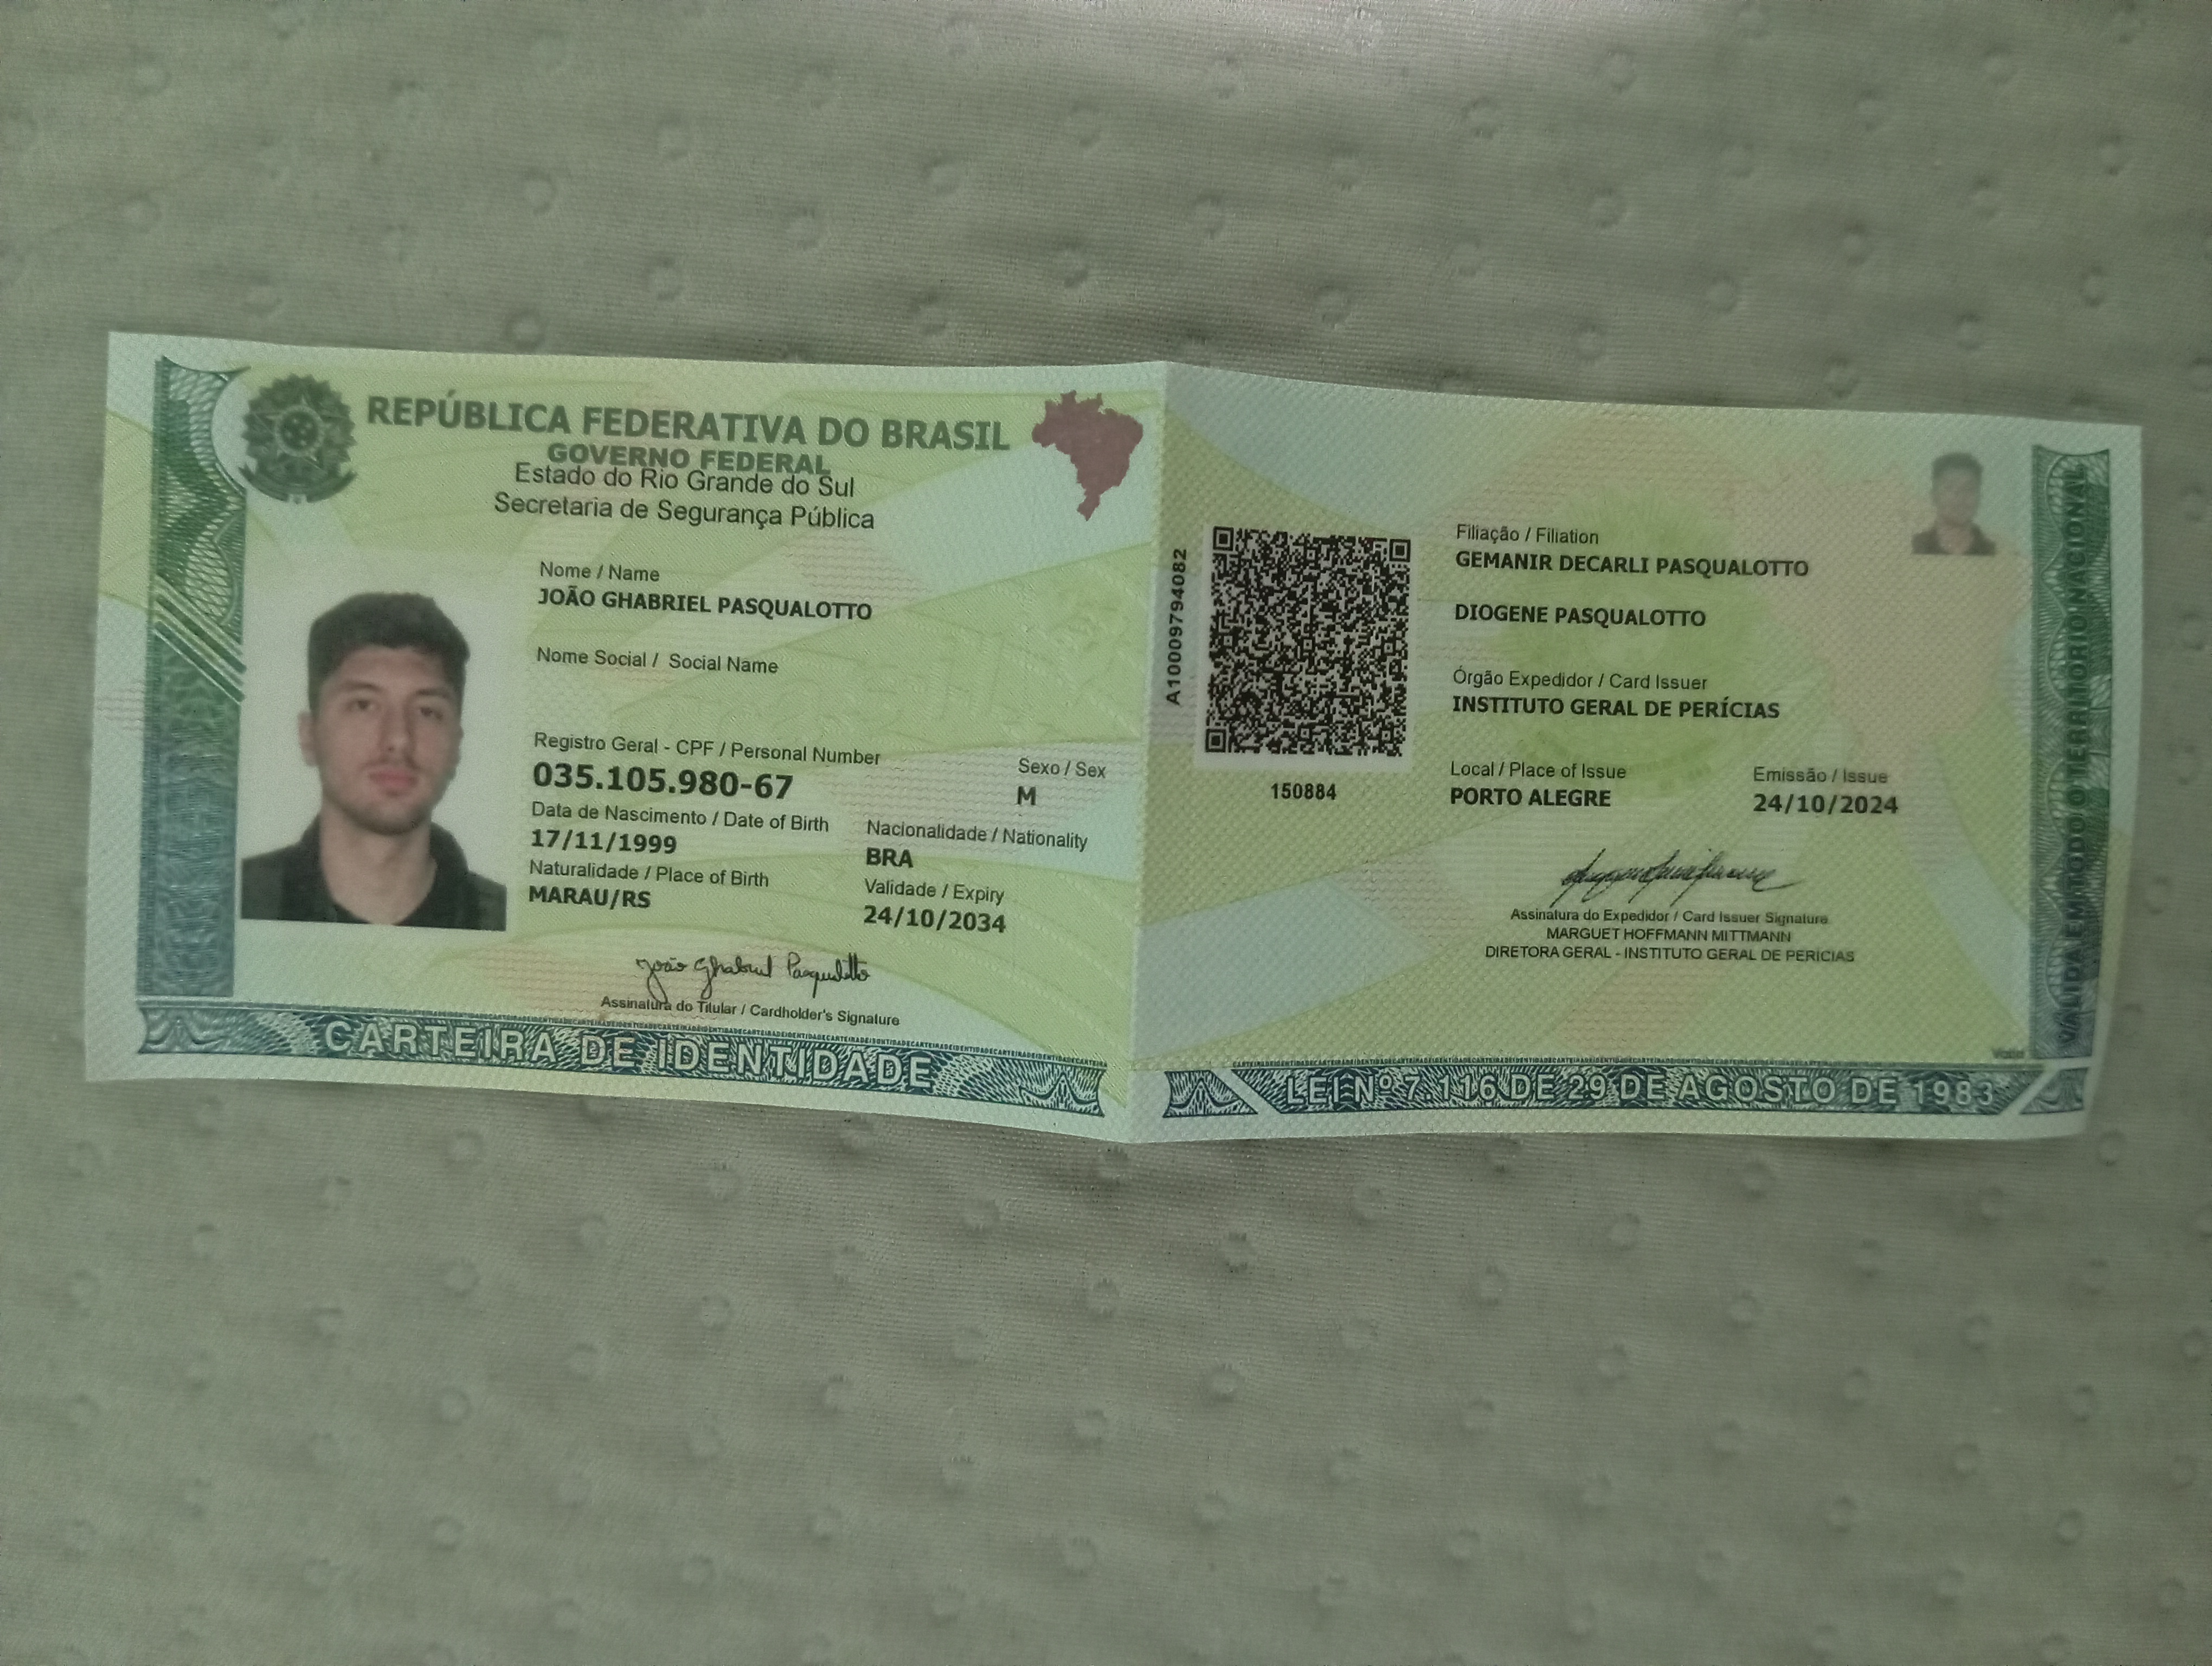 REPÚBLICA FEDERATIVA DO BRASIL
GOVERNO FEDERAL
Estado do Rio Grande do Sul
Secretaria de Segurança Pública
Nome / Name
JOÃO GHABRIEL PASQUALOTTO
Nome Social / Social Name
Registro Geral - CPF / Personal Number
035.105.980-67
Sexo / Sex
M
Data de Nascimento / Date of Birth
17/11/1999
Nacionalidade / Nationality
BRA
Naturalidade / Place of Birth
MARAU/RS
Validade / Expiry
24/10/2034
João Ghabriel Pasqualotto
Assinatura do Titular / Cardholder's Signature
CARTEIRA DE IDENTIDADE
A10009794082
150884
Filiação / Filiation
GEMANIR DECARLI PASQUALOTTO
DIOGENE PASQUALOTTO
Órgão Expedidor / Card Issuer
INSTITUTO GERAL DE PERÍCIAS
Local / Place of Issue
PORTO ALEGRE
Emissão / Issue
24/10/2024
Assinatura do Expedidor / Card Issuer Signature
MARGUET HOFFMANN MITTMANN
DIRETORA GERAL - INSTITUTO GERAL DE PERICIAS
LEI Nº 7.116 DE 29 DE AGOSTO DE 1983
VÁLIDA EM TODO O TERRITÓRIO NACIONAL